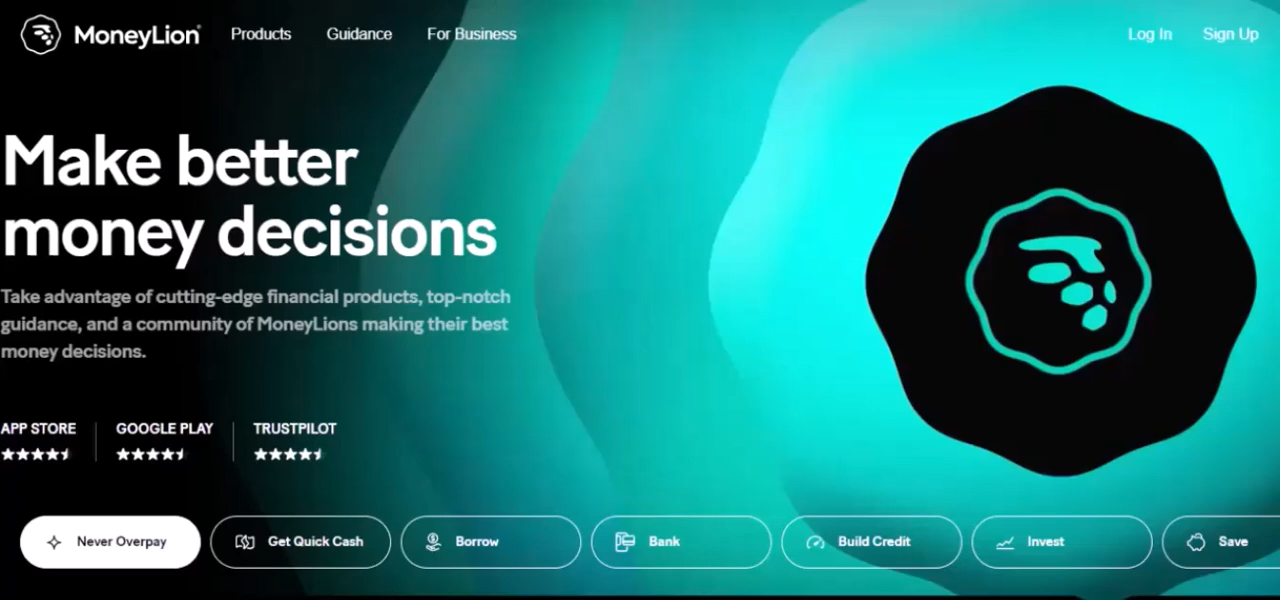 MoneyLion
Products
Guidance
For Business
Log In
Sign Up
Make better
money decisions
Take advantage of cutting-edge financial products, top-notch
guidance, and a community of MoneyLions making their best
money decisions.
APP STORE
GOOGLE PLAY
TRUSTPILOT
Never Overpay
Get Quick Cash
Borrow
Bank
Build Credit
Invest
Save